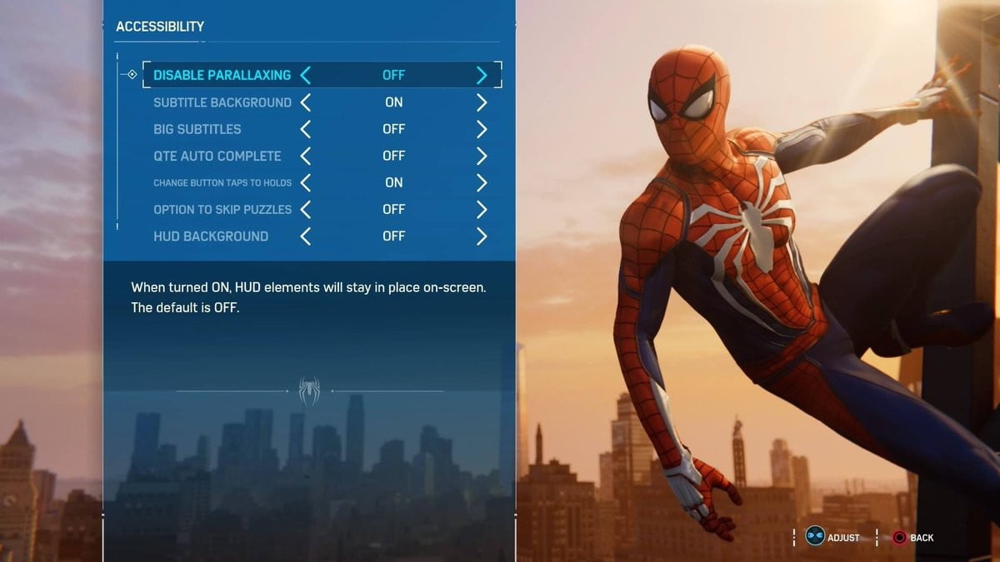 ACCESSIBILITY
DISABLE PARALLAXING OFF
SUBTITLE BACKGROUND ON
BIG SUBTITLES OFF
QTE AUTO COMPLETE OFF
CHANGE BUTTON TAPS TO HOLDS ON
OPTION TO SKIP PUZZLES OFF
HUD BACKGROUND OFF
When turned ON, HUD elements will stay in place on-screen.
The default is OFF.
ADJUST BACK